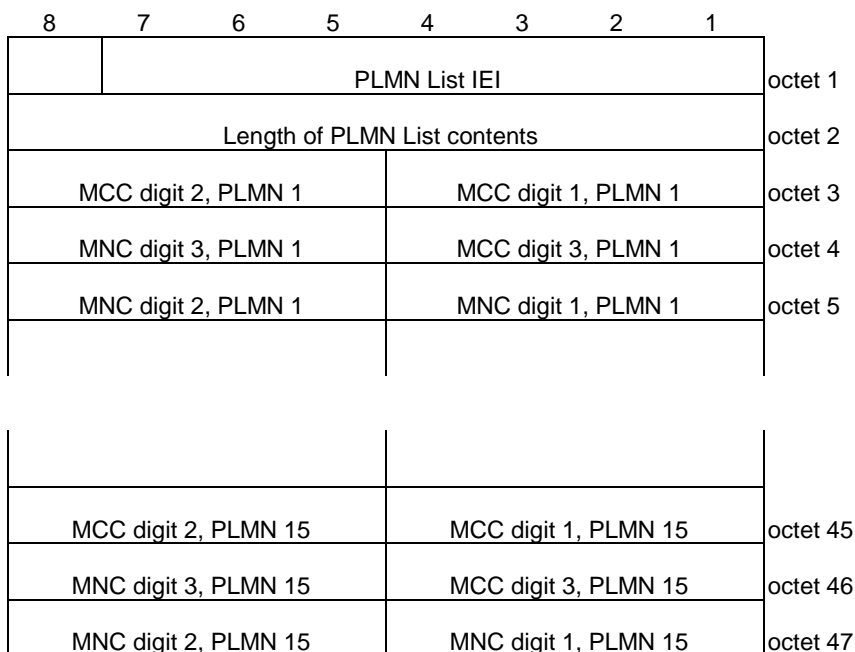 8 7 6 5 4 3 2 1
PLMN List IEI octet 1
Length of PLMN List contents octet 2
MCC digit 2, PLMN 1 MCC digit 1, PLMN 1 octet 3
MNC digit 3, PLMN 1 MCC digit 3, PLMN 1 octet 4
MNC digit 2, PLMN 1 MNC digit 1, PLMN 1 octet 5
MCC digit 2, PLMN 15 MCC digit 1, PLMN 15 octet 45
MNC digit 3, PLMN 15 MCC digit 3, PLMN 15 octet 46
MNC digit 2, PLMN 15 MNC digit 1, PLMN 15 octet 47